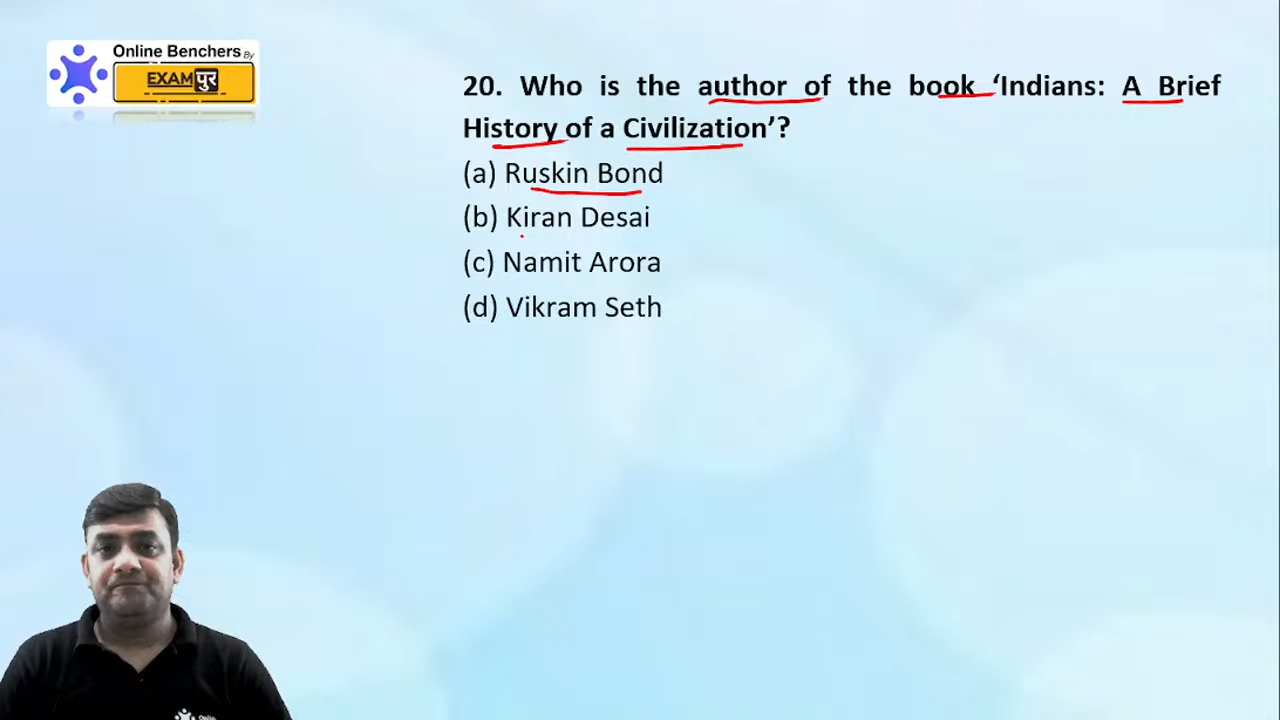 Online Benchers By
EXAMपुर
20. Who is the author of the book ‘Indians: A Brief
History of a Civilization’?
(a) Ruskin Bond
(b) Kiran Desai
(c) Namit Arora
(d) Vikram Seth
Online